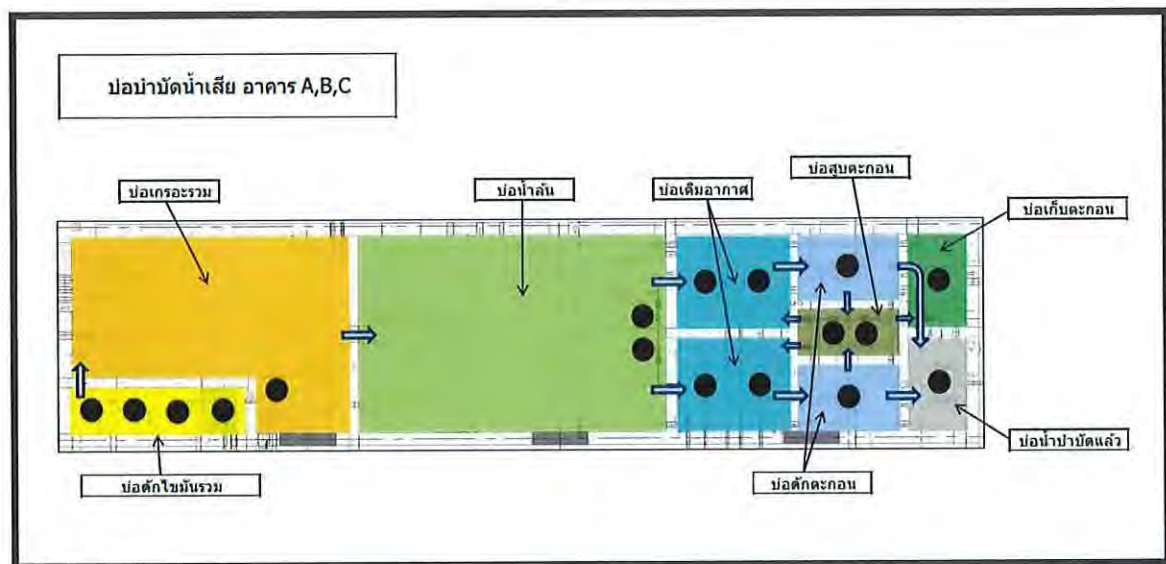 บ่อบำบัดน้ำเสีย อาคาร A,B,C
บ่อสูบตะกอน
บ่อเกรอะรวม
บ่อน้ำล้น
บ่อเติมอากาศ
บ่อเก็บตะกอน
บ่อน้ำบำบัดแล้ว
บ่อดักไขมันรวม
บ่อดักตะกอน